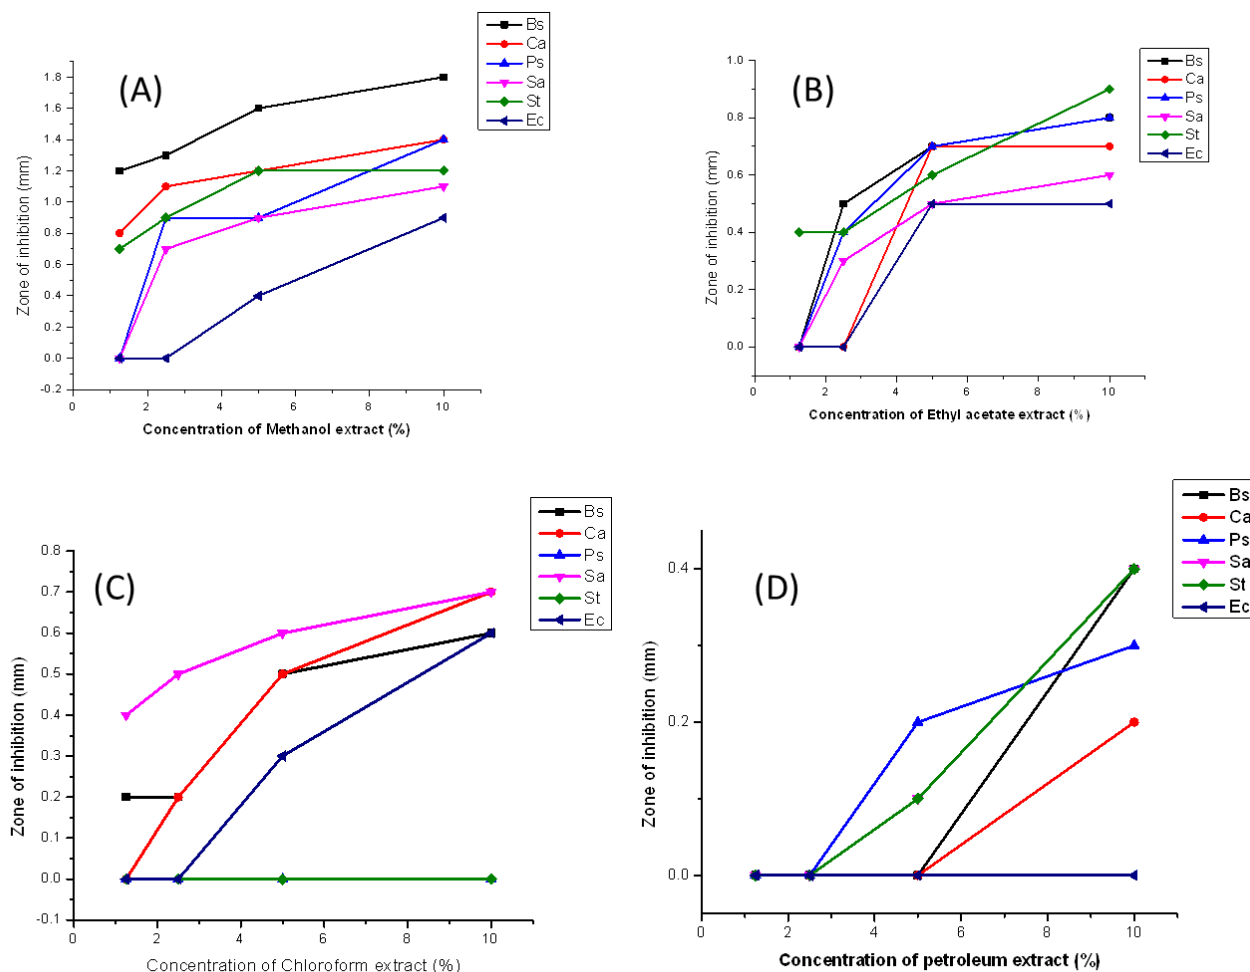 (A)
Bs
Ca
Ps
Sa
St
Ec
1.8
1.6
1.4
1.2
1.0
0.8
0.6
0.4
0.2
0.0
-0.2
Zone of inhibition (mm)
0 2 4 6 8 10
Concentration of Methanol extract (%)
(B)
Bs
Ca
Ps
Sa
St
Ec
1.0
0.8
0.6
0.4
0.2
0.0
Zone of inhibition (mm)
0 2 4 6 8 10
Concentration of Ethyl acetate extract (%)
(C)
Bs
Ca
Ps
Sa
St
Ec
0.8
0.7
0.6
0.5
0.4
0.3
0.2
0.1
0.0
-0.1
Zone of inhibition (mm)
0 2 4 6 8 10
Concentration of Chloroform extract (%)
(D)
Bs
Ca
Ps
Sa
St
Ec
0.4
0.2
0.0
Zone of inhibition (mm)
0 2 4 6 8 10
Concentration of petroleum extract (%)